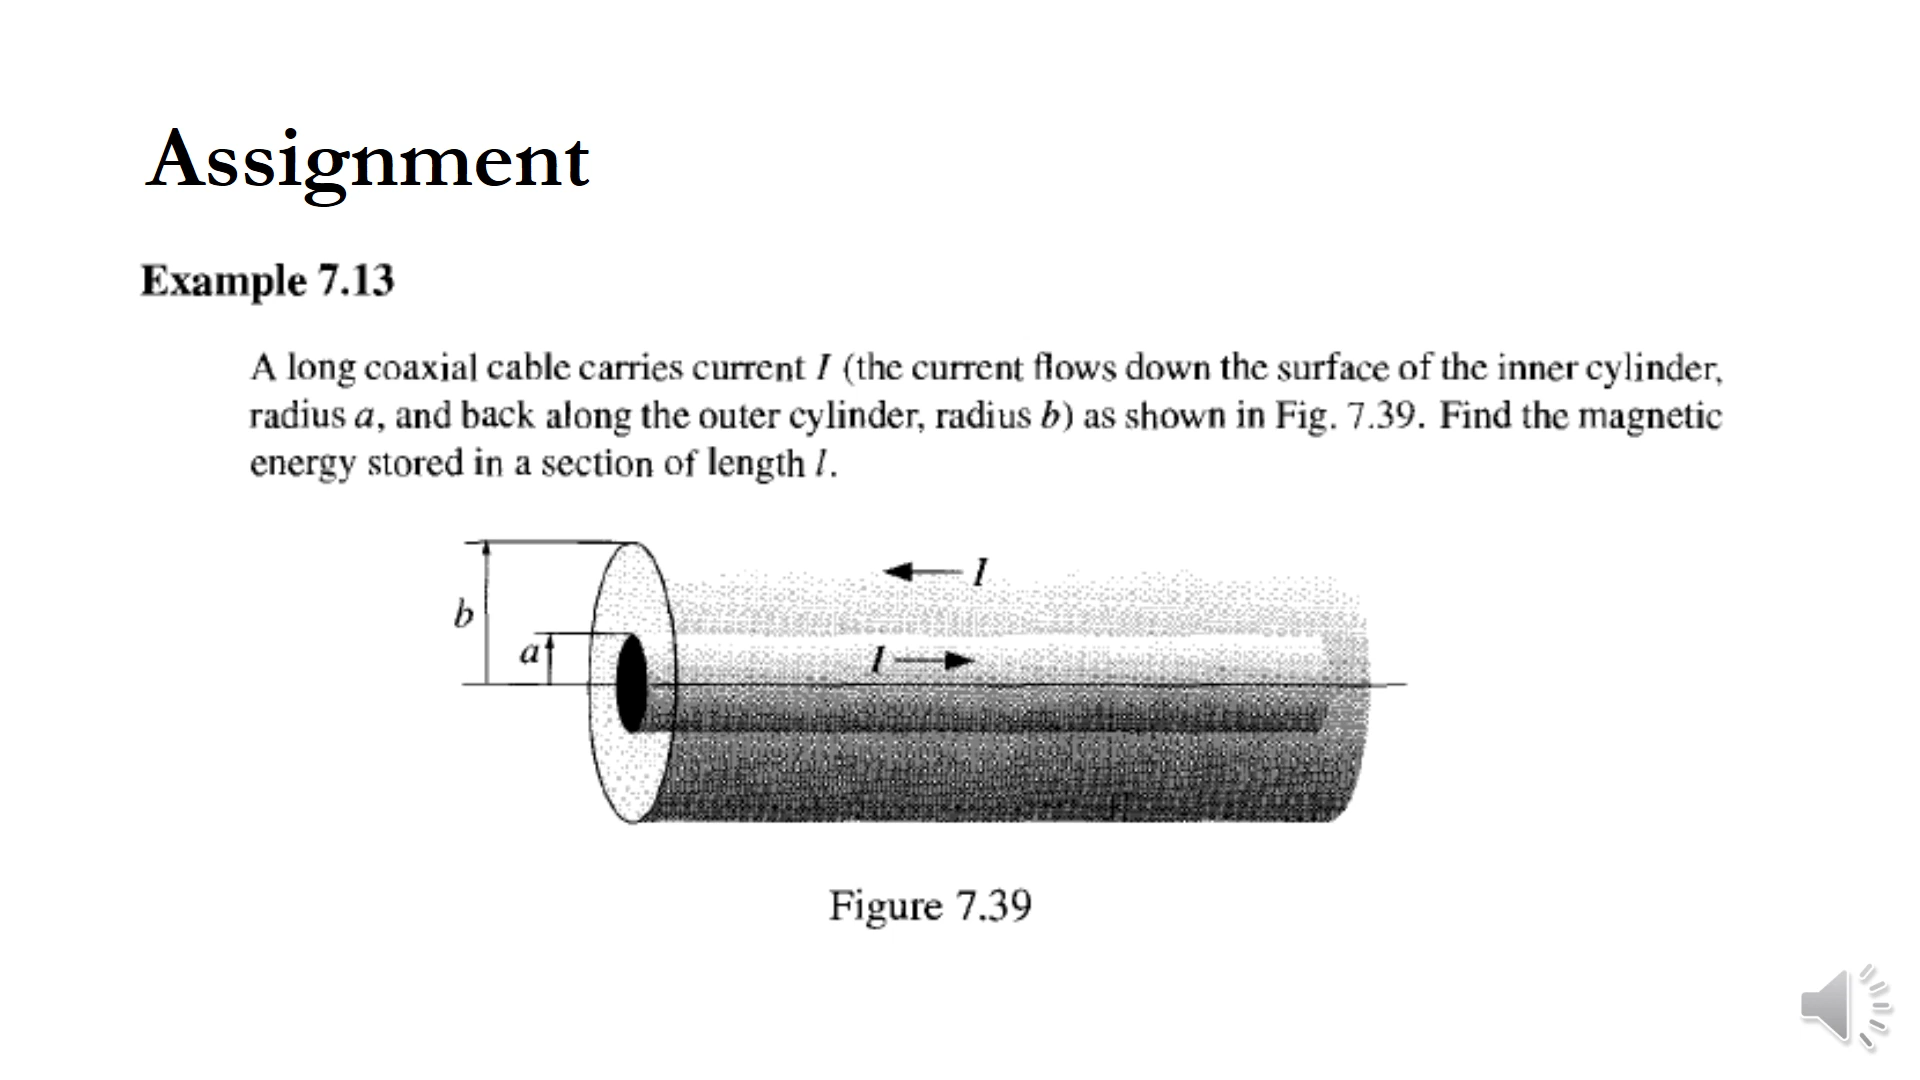 Assignment
Example 7.13
A long coaxial cable carries current I (the current flows down the surface of the inner cylinder,
radius a, and back along the outer cylinder, radius b) as shown in Fig. 7.39. Find the magnetic
energy stored in a section of length l.
I
b
a
I
Figure 7.39